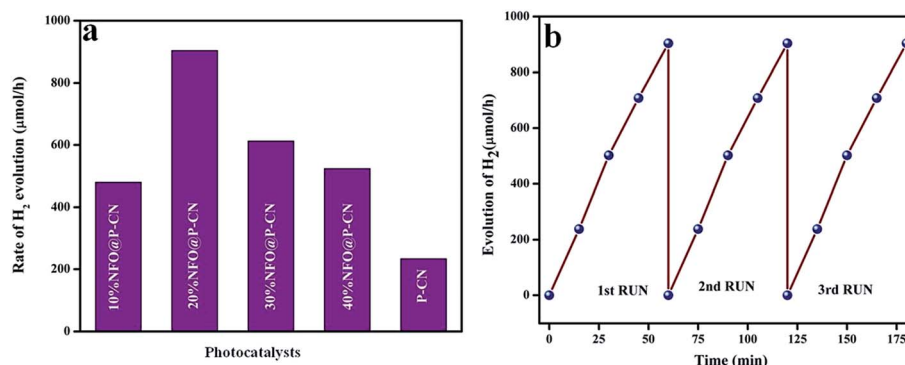 a
Rate of H2 evolution (μmol/h)
1000
800
600
400
200
0
10%NFO@P-CN
20%NFO@P-CN
30%NFO@P-CN
40%NFO@P-CN
P-CN
Photocatalysts
b
Evolution of H2(μmol/h)
1000
800
600
400
200
0
1st RUN
2nd RUN
3rd RUN
0 25 50 75 100 125 150 175
Time (min)